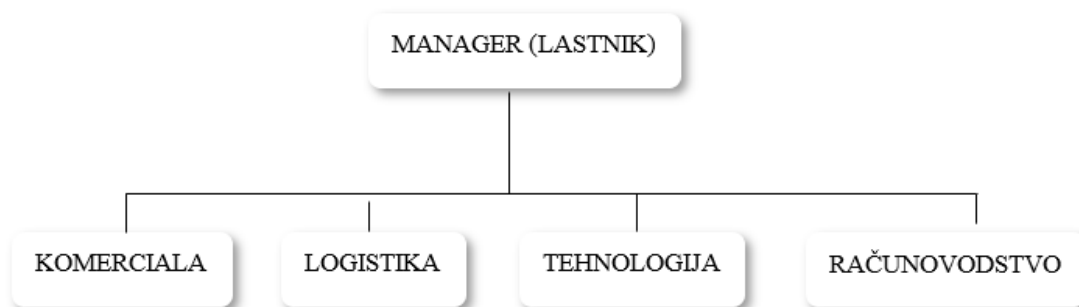 MANAGER (LASTNIK)
KOMERCIALA
LOGISTIKA
TEHNOLOGIJA
RAČUNOVODSTVO